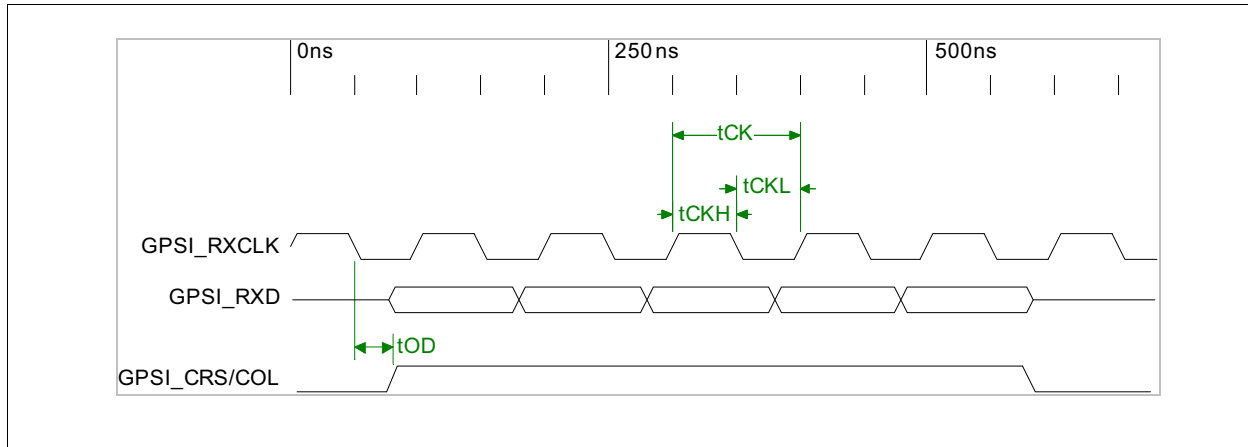 0ns 250ns 500ns
tCK
tCKL
tCKH
GPSI_RXCLK
GPSI_RXD
tOD
GPSI_CRS/COL